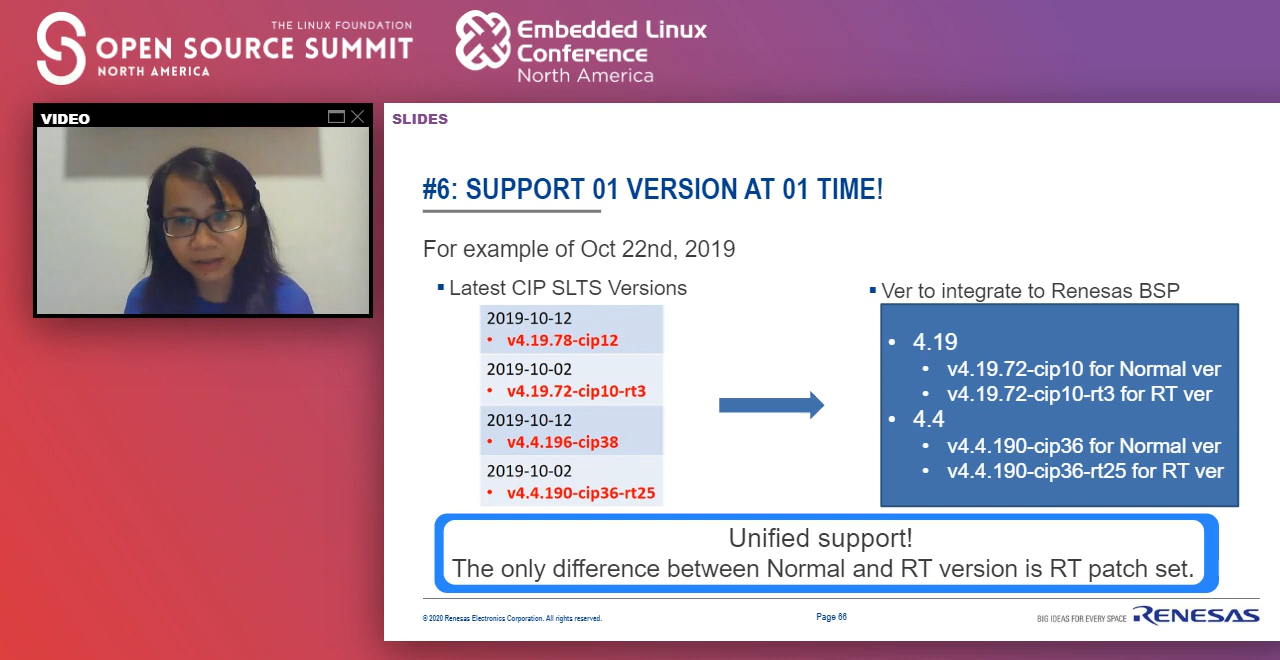 THE LINUX FOUNDATION
OPEN SOURCE SUMMIT
NORTH AMERICA
Embedded Linux
Conference
North America
VIDEO
SLIDES
#6: SUPPORT 01 VERSION AT 01 TIME!
For example of Oct 22nd, 2019
▪ Latest CIP SLTS Versions
2019-10-12
• v4.19.78-cip12
2019-10-02
• v4.19.72-cip10-rt3
2019-10-12
• v4.4.196-cip38
2019-10-02
• v4.4.190-cip36-rt25
▪ Ver to integrate to Renesas BSP
• 4.19
• v4.19.72-cip10 for Normal ver
• v4.19.72-cip10-rt3 for RT ver
• 4.4
• v4.4.190-cip36 for Normal ver
• v4.4.190-cip36-rt25 for RT ver
Unified support!
The only difference between Normal and RT version is RT patch set.
© 2020 Renesas Electronics Corporation. All rights reserved.
Page 66
BIG IDEAS FOR EVERY SPACE RENESAS